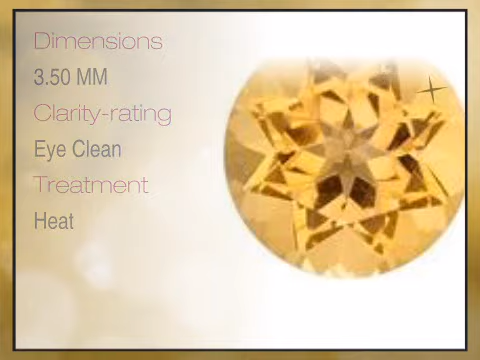 Dimensions
3.50 MM
Clarity-rating
Eye Clean
Treatment
Heat